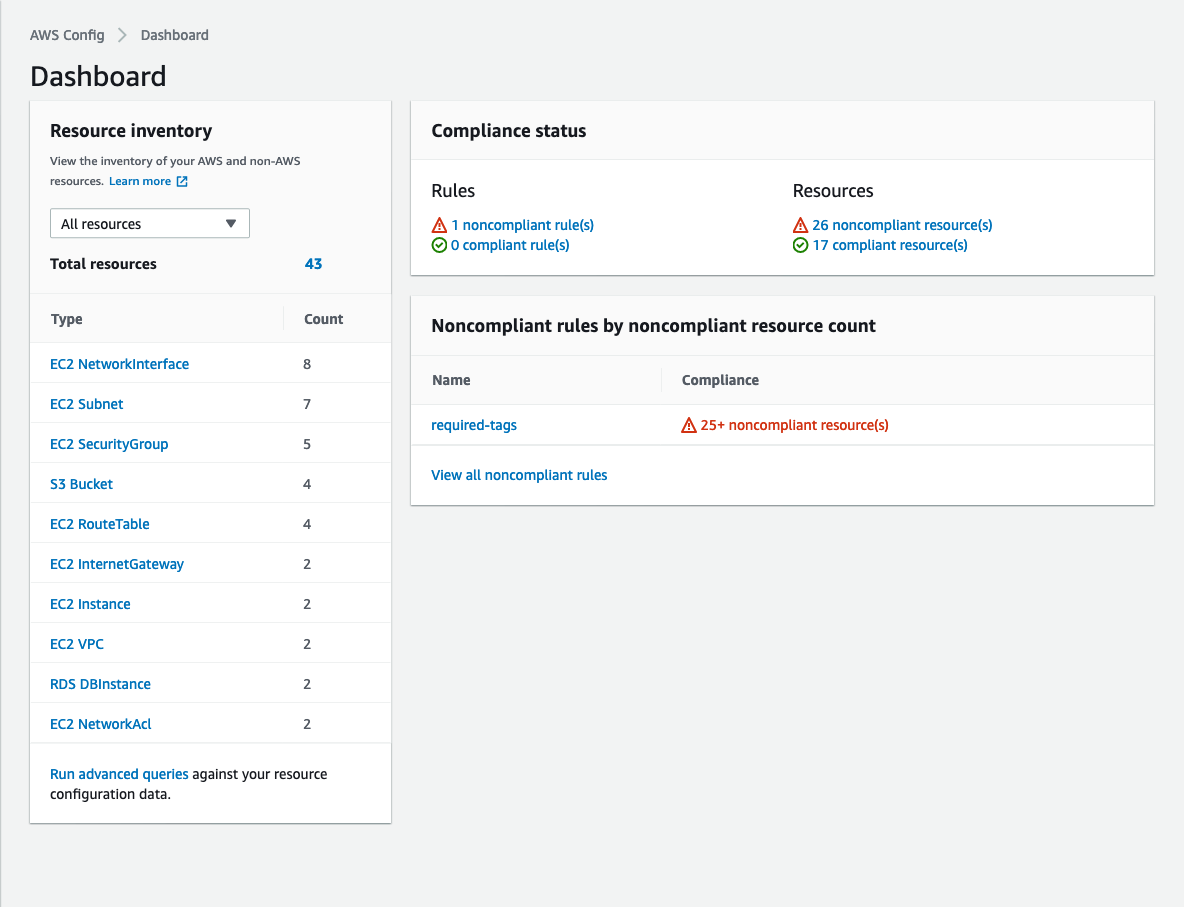 AWS Config > Dashboard
Dashboard
Resource inventory
View the inventory of your AWS and non-AWS
resources. Learn more
All resources
Total resources 43
Type Count
EC2 NetworkInterface 8
EC2 Subnet 7
EC2 SecurityGroup 5
S3 Bucket 4
EC2 RouteTable 4
EC2 InternetGateway 2
EC2 Instance 2
EC2 VPC 2
RDS DBInstance 2
EC2 NetworkAcl 2
Run advanced queries against your resource
configuration data.
Compliance status
Rules
1 noncompliant rule(s)
0 compliant rule(s)
Resources
26 noncompliant resource(s)
17 compliant resource(s)
Noncompliant rules by noncompliant resource count
Name Compliance
required-tags 25+ noncompliant resource(s)
View all noncompliant rules